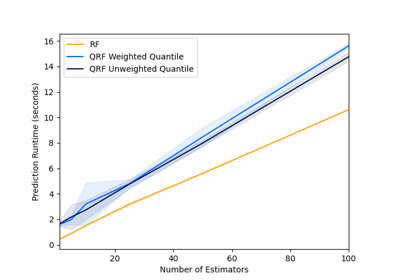 RF
QRF Weighted Quantile
QRF Unweighted Quantile
Prediction Runtime (seconds)
16
14
12
10
8
6
4
2
0
20
40
60
80
100
Number of Estimators